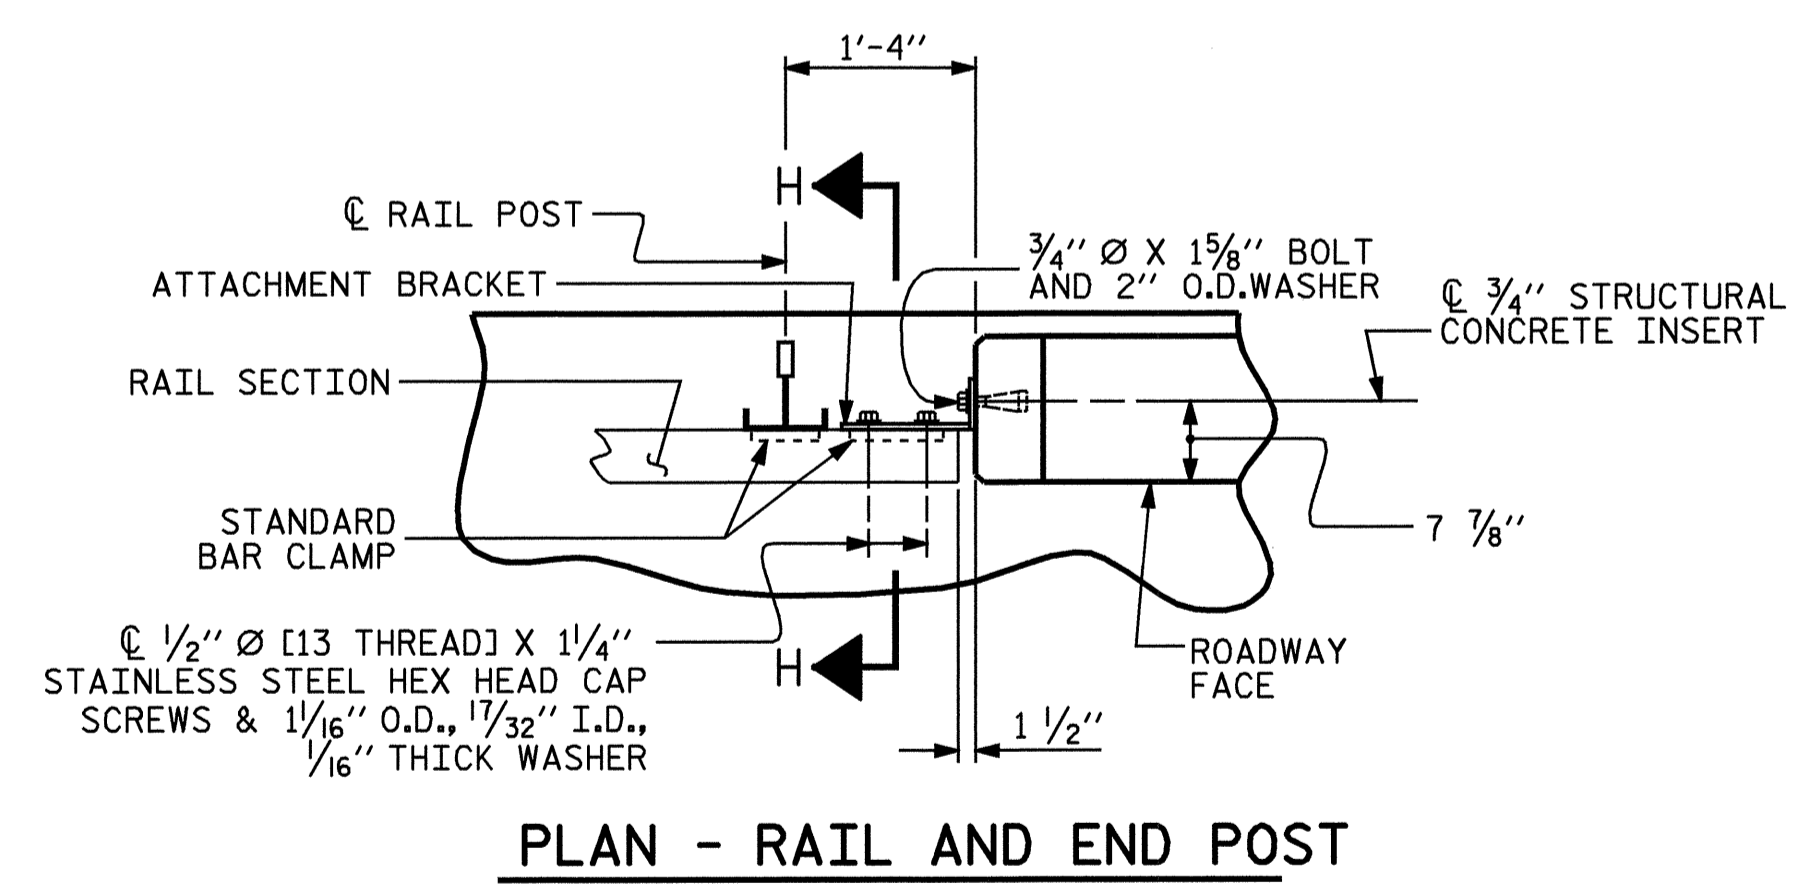 1'-4"
H
℄ RAIL POST
ATTACHMENT BRACKET
3/4" Ø X 1 5/8" BOLT
AND 2" O.D.WASHER
℄ 3/4" STRUCTURAL
CONCRETE INSERT
RAIL SECTION
STANDARD
BAR CLAMP
7 7/8"
℄ 1/2" Ø [13 THREAD] X 1 1/4"
STAINLESS STEEL HEX HEAD CAP
SCREWS & 1 1/16" O.D., 17/32" I.D.,
1/16" THICK WASHER
H
ROADWAY
FACE
1 1/2"
PLAN - RAIL AND END POST